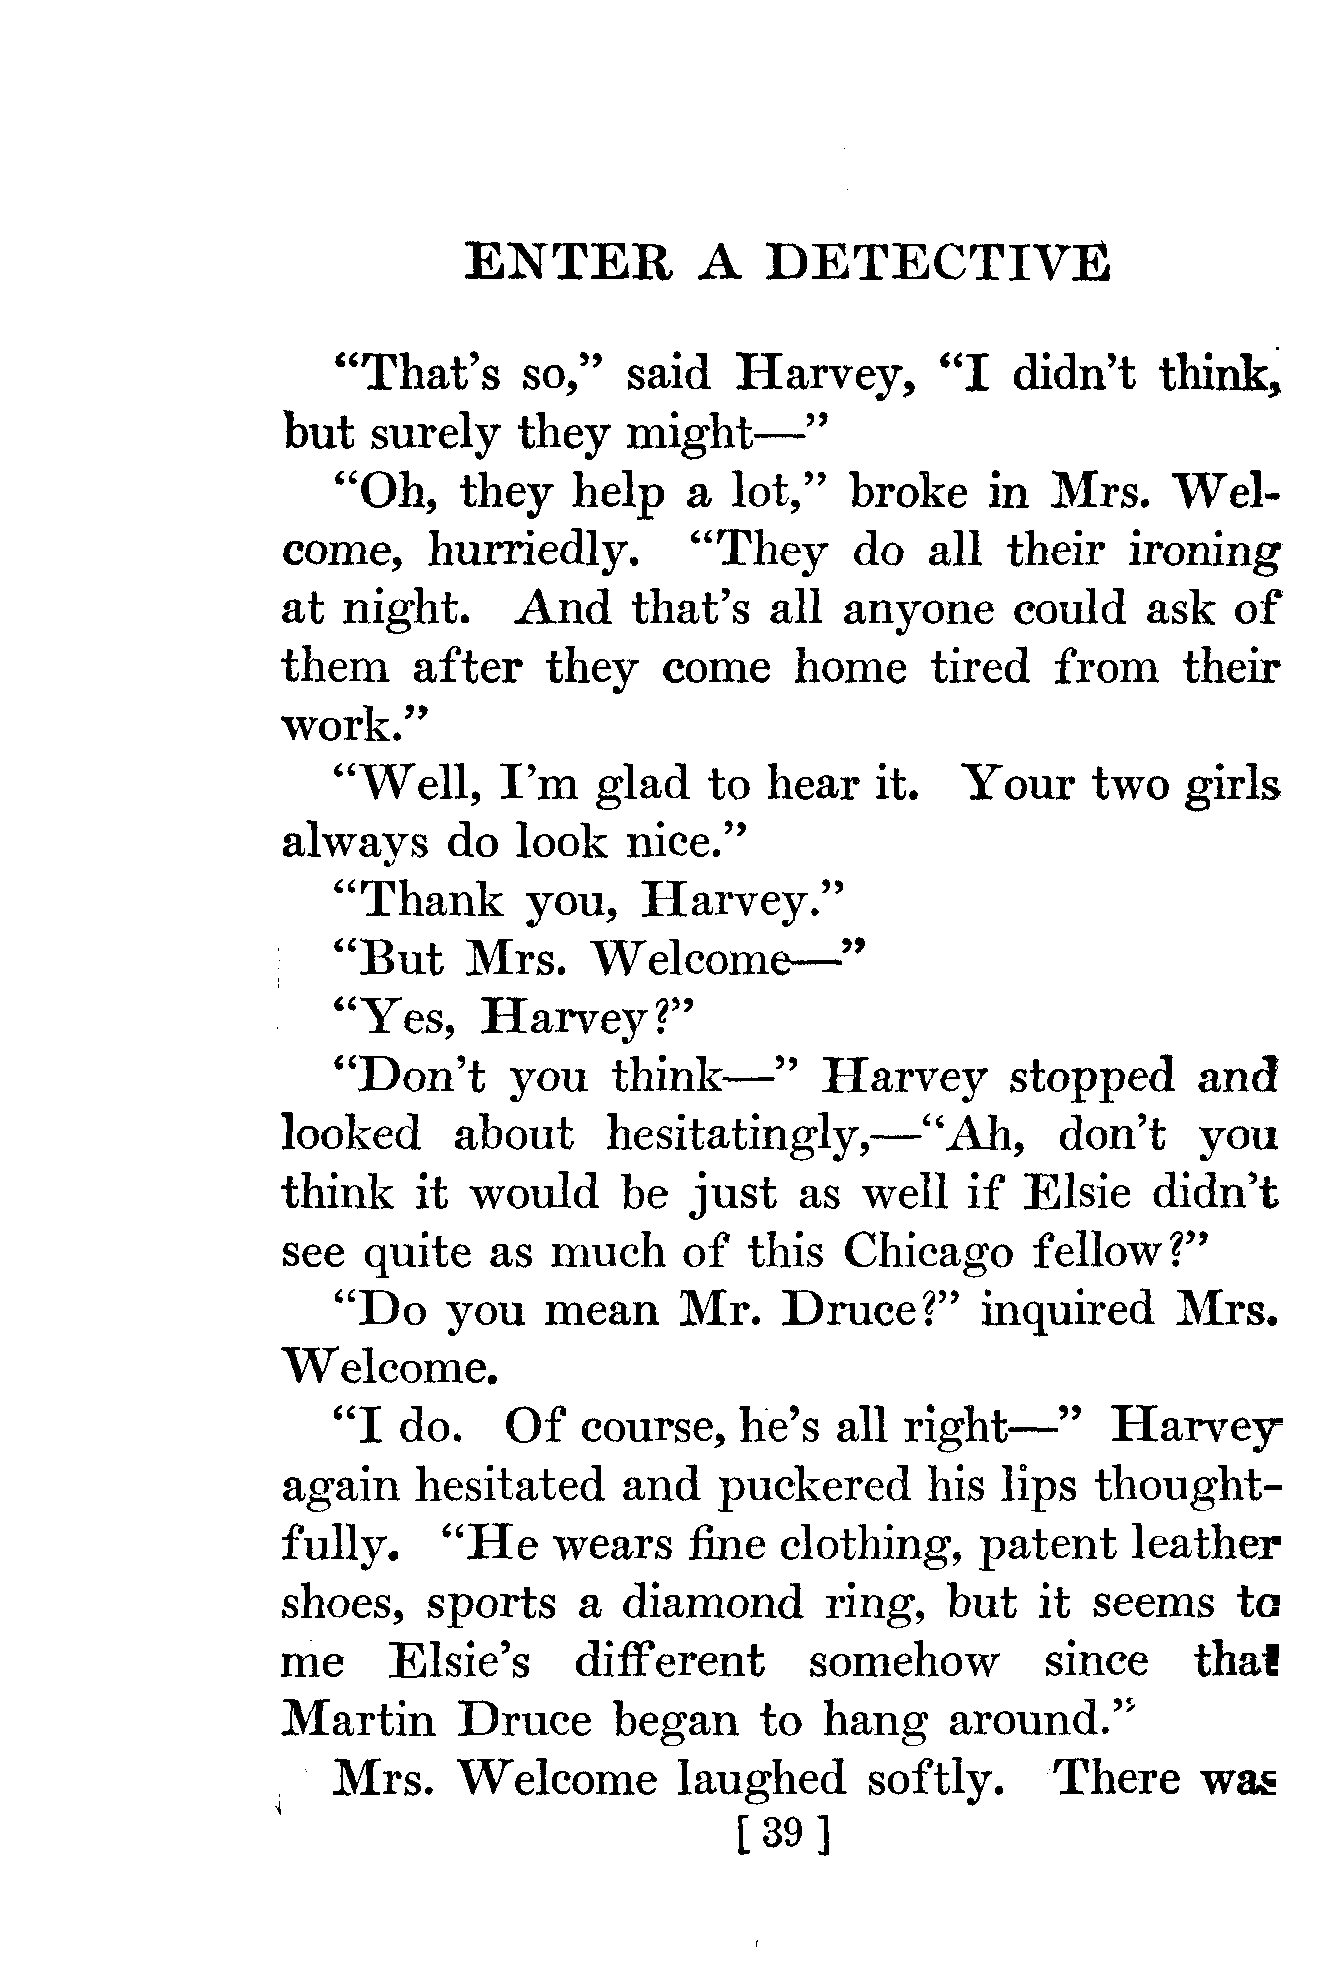 ENTER A DETECTIVE
“That’s so,” said Harvey, “I didn’t think,
but surely they might—”
“Oh, they help a lot,” broke in Mrs. Wel-
come, hurriedly. “They do all their ironing
at night. And that’s all anyone could ask of
them after they come home tired from their
work.”
“Well, I’m glad to hear it. Your two girls
always do look nice.”
“Thank you, Harvey.”
“But Mrs. Welcome—”
“Yes, Harvey?”
“Don’t you think—” Harvey stopped and
looked about hesitatingly,—“Ah, don’t you
think it would be just as well if Elsie didn’t
see quite as much of this Chicago fellow?”
“Do you mean Mr. Druce?” inquired Mrs.
Welcome.
“I do. Of course, he’s all right—” Harvey
again hesitated and puckered his lips thought-
fully. “He wears fine clothing, patent leather
shoes, sports a diamond ring, but it seems to
me Elsie’s different somehow since that
Martin Druce began to hang around.”
Mrs. Welcome laughed softly. There was
[ 39 ]